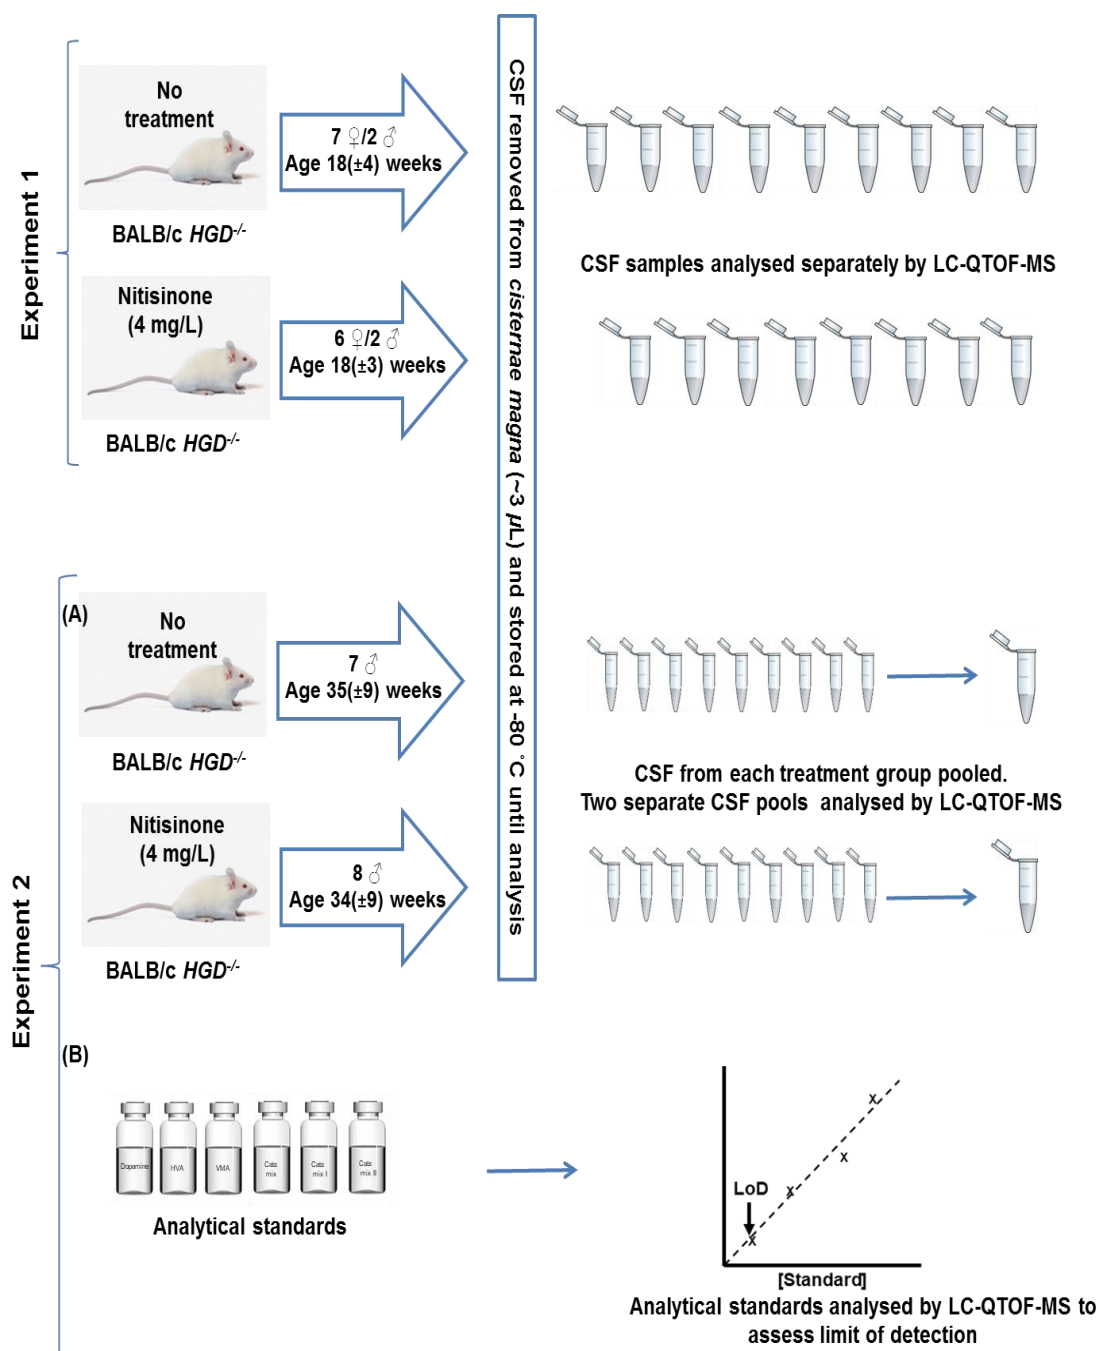 Experiment 1
No
treatment
BALB/c HGD-/-
7 ♀/2 ♂
Age 18(±4) weeks
Nitisinone
(4 mg/L)
BALB/c HGD-/-
6 ♀/2 ♂
Age 18(±3) weeks
CSF removed from cisternae magna (~3 µL) and stored at -80 ˚C until analysis
CSF samples analysed separately by LC-QTOF-MS
Experiment 2
(A)
No
treatment
BALB/c HGD-/-
7 ♂
Age 35(±9) weeks
Nitisinone
(4 mg/L)
BALB/c HGD-/-
8 ♂
Age 34(±9) weeks
CSF from each treatment group pooled.
Two separate CSF pools analysed by LC-QTOF-MS
(B)
Dopamine
HVA
VMA
Cats
mix
Cats
mix I
Cats
mix II
Analytical standards
LoD
x
x
x
x
[Standard]
Analytical standards analysed by LC-QTOF-MS to
assess limit of detection